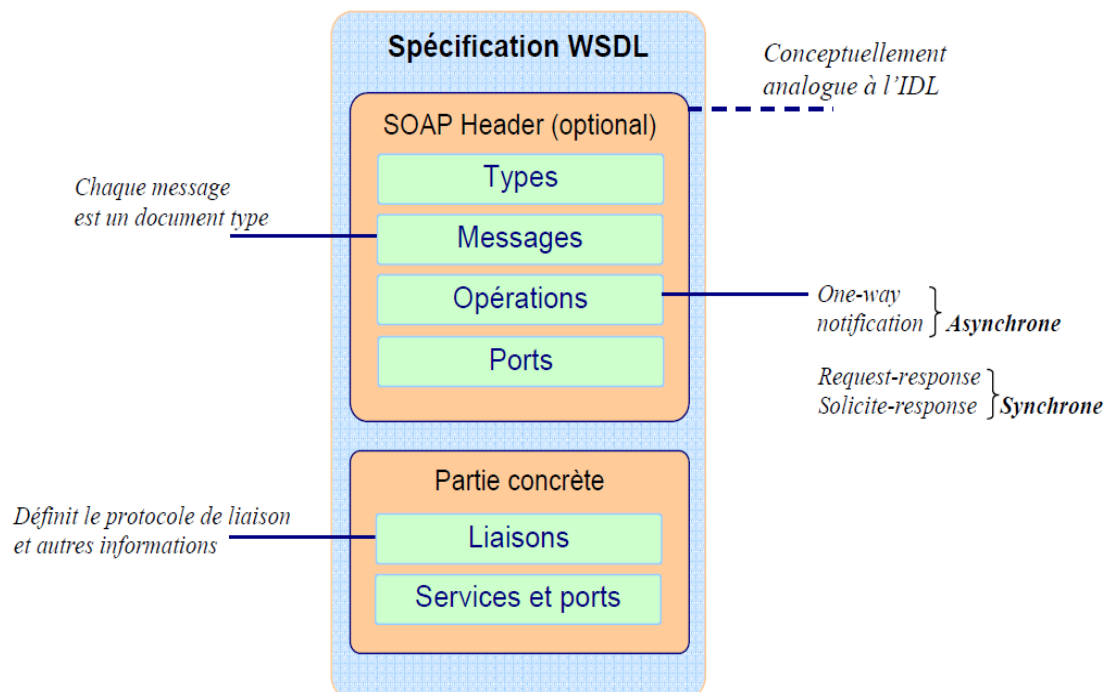 Spécification WSDL
Conceptuellement
analogue à l'IDL
SOAP Header (optional)
Types
Chaque message
est un document type
Messages
Opérations
One-way
notification
Asynchrone
Ports
Request-response
Solicite-response
Synchrone
Partie concrète
Définit le protocole de liaison
et autres informations
Liaisons
Services et ports